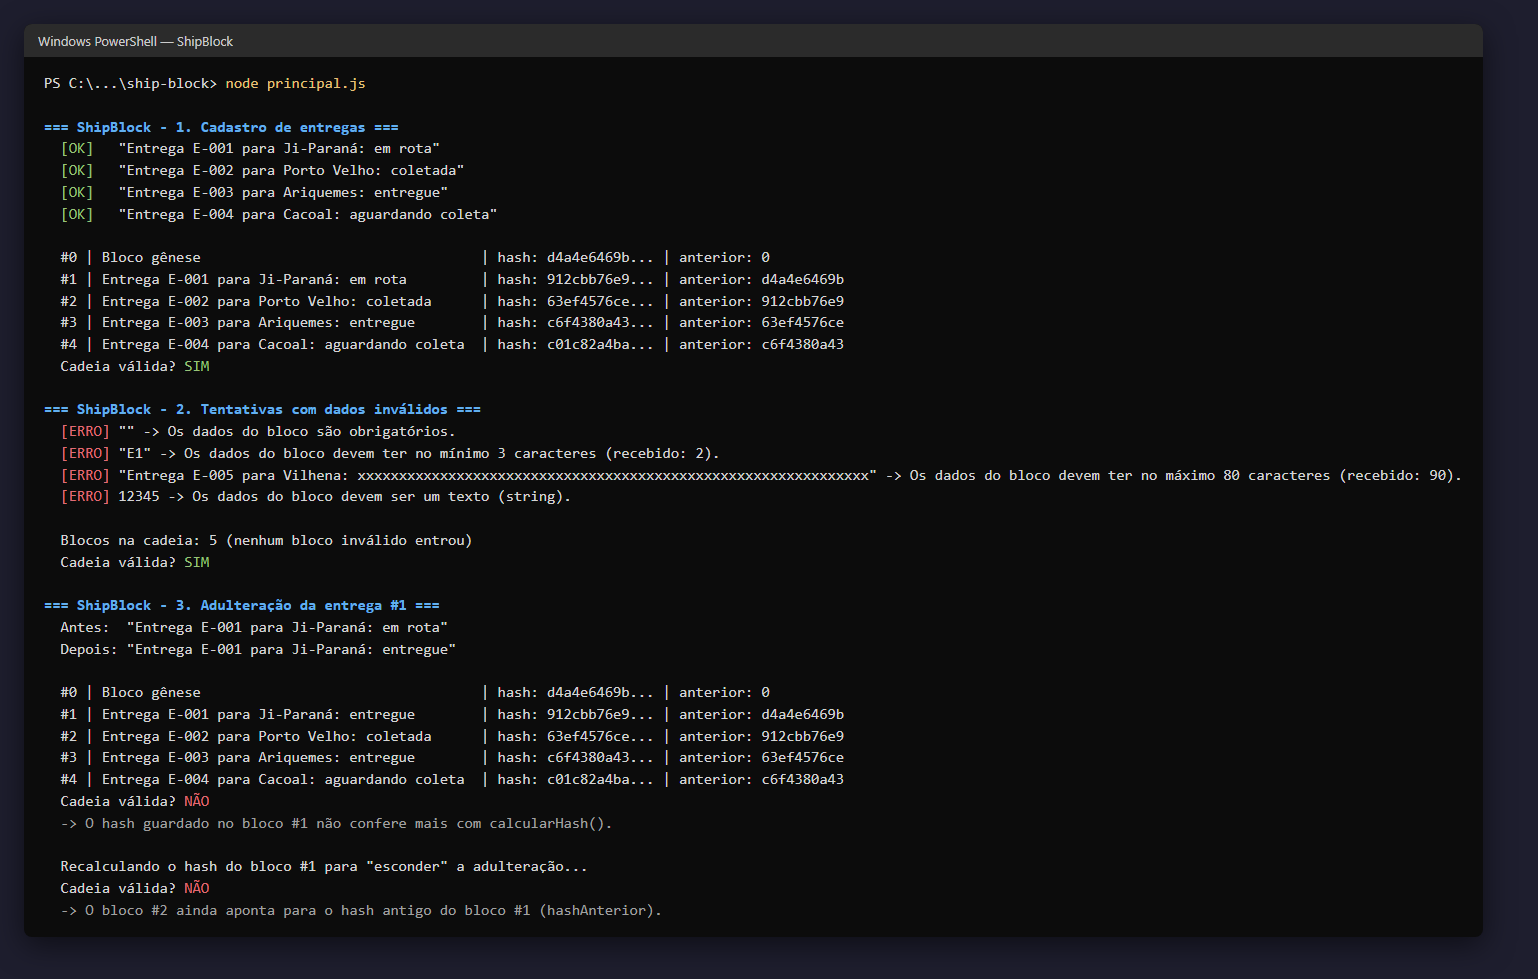 Windows PowerShell — ShipBlock
PS C:\...\ship-block> node principal.js
=== ShipBlock - 1. Cadastro de entregas ===
[OK]   "Entrega E-001 para Ji-Paraná: em rota"
[OK]   "Entrega E-002 para Porto Velho: coletada"
[OK]   "Entrega E-003 para Ariquemes: entregue"
[OK]   "Entrega E-004 para Cacoal: aguardando coleta"
#0 | Bloco gênese                                  | hash: d4a4e6469b... | anterior: 0
#1 | Entrega E-001 para Ji-Paraná: em rota         | hash: 912cbb76e9... | anterior: d4a4e6469b
#2 | Entrega E-002 para Porto Velho: coletada      | hash: 63ef4576ce... | anterior: 912cbb76e9
#3 | Entrega E-003 para Ariquemes: entregue        | hash: c6f4380a43... | anterior: 63ef4576ce
#4 | Entrega E-004 para Cacoal: aguardando coleta  | hash: c01c82a4ba... | anterior: c6f4380a43
Cadeia válida? SIM
=== ShipBlock - 2. Tentativas com dados inválidos ===
[ERRO] "" -> Os dados do bloco são obrigatórios.
[ERRO] "E1" -> Os dados do bloco devem ter no mínimo 3 caracteres (recebido: 2).
[ERRO] "Entrega E-005 para Vilhena: xxxxxxxxxxxxxxxxxxxxxxxxxxxxxxxxxxxxxxxxxxxxxxxxxxxxxxxxxxxxxx" -> Os dados do bloco devem ter no máximo 80 caracteres (recebido: 90).
[ERRO] 12345 -> Os dados do bloco devem ser um texto (string).
Blocos na cadeia: 5 (nenhum bloco inválido entrou)
Cadeia válida? SIM
=== ShipBlock - 3. Adulteração da entrega #1 ===
Antes:  "Entrega E-001 para Ji-Paraná: em rota"
Depois: "Entrega E-001 para Ji-Paraná: entregue"
#0 | Bloco gênese                                  | hash: d4a4e6469b... | anterior: 0
#1 | Entrega E-001 para Ji-Paraná: entregue        | hash: 912cbb76e9... | anterior: d4a4e6469b
#2 | Entrega E-002 para Porto Velho: coletada      | hash: 63ef4576ce... | anterior: 912cbb76e9
#3 | Entrega E-003 para Ariquemes: entregue        | hash: c6f4380a43... | anterior: 63ef4576ce
#4 | Entrega E-004 para Cacoal: aguardando coleta  | hash: c01c82a4ba... | anterior: c6f4380a43
Cadeia válida? NÃO
-> O hash guardado no bloco #1 não confere mais com calcularHash().
Recalculando o hash do bloco #1 para "esconder" a adulteração...
Cadeia válida? NÃO
-> O bloco #2 ainda aponta para o hash antigo do bloco #1 (hashAnterior).